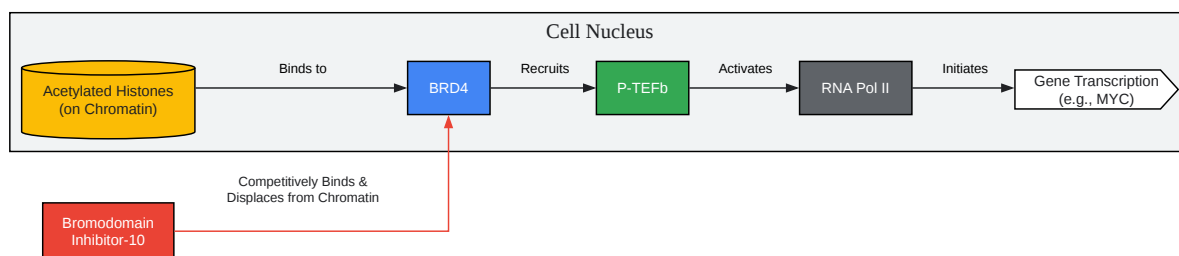 Cell Nucleus
Acetylated Histones
(on Chromatin)
Binds to
BRD4
Recruits
P-TEFb
Activates
RNA Pol II
Initiates
Gene Transcription
(e.g., MYC)
Competitively Binds &
Displaces from Chromatin
Bromodomain
Inhibitor-10